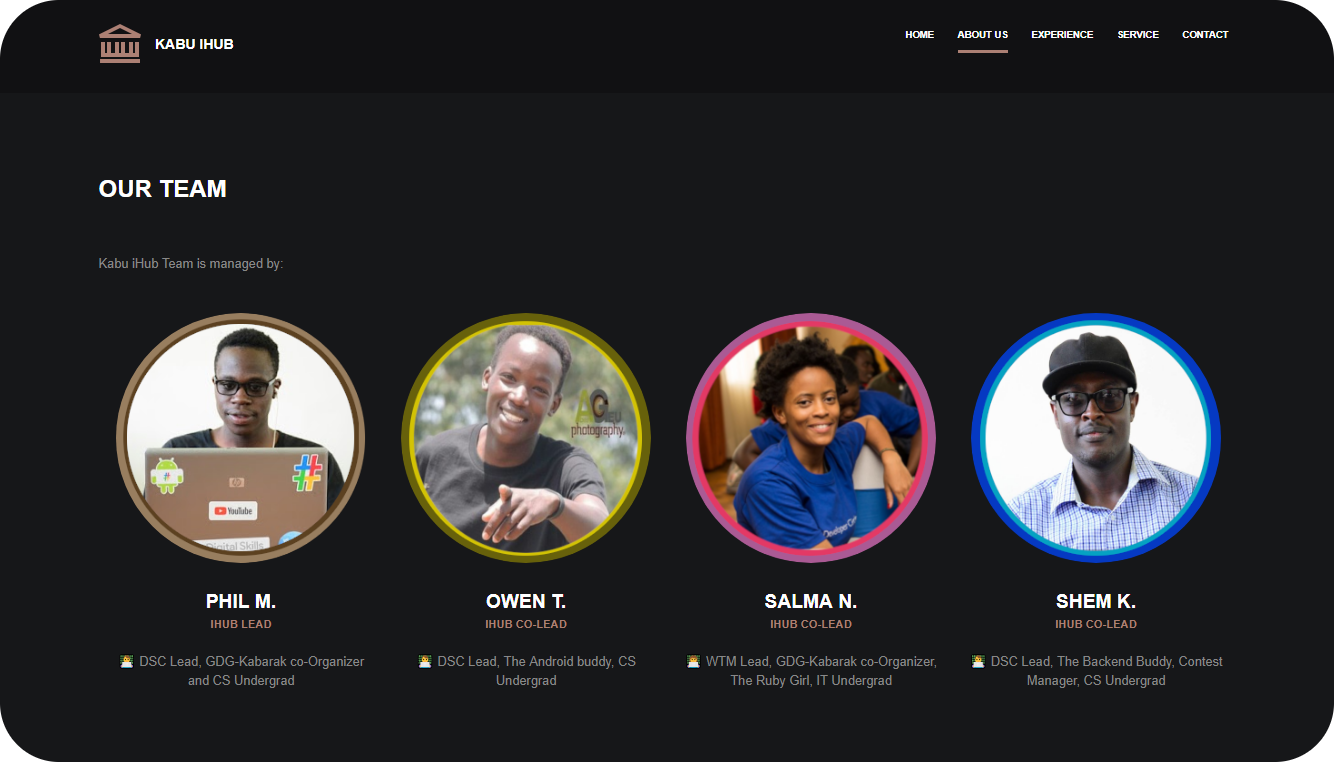 KABU IHUB
HOME
ABOUT US
EXPERIENCE
SERVICE
CONTACT
OUR TEAM
Kabu iHub Team is managed by:
#
YouTube
Digital Skills
photography.
PHIL M.
IHUB LEAD
DSC Lead, GDG-Kabarak co-Organizer
and CS Undergrad
OWEN T.
IHUB CO-LEAD
DSC Lead, The Android buddy, CS
Undergrad
SALMA N.
IHUB CO-LEAD
WTM Lead, GDG-Kabarak co-Organizer,
The Ruby Girl, IT Undergrad
SHEM K.
IHUB CO-LEAD
DSC Lead, The Backend Buddy, Contest
Manager, CS Undergrad